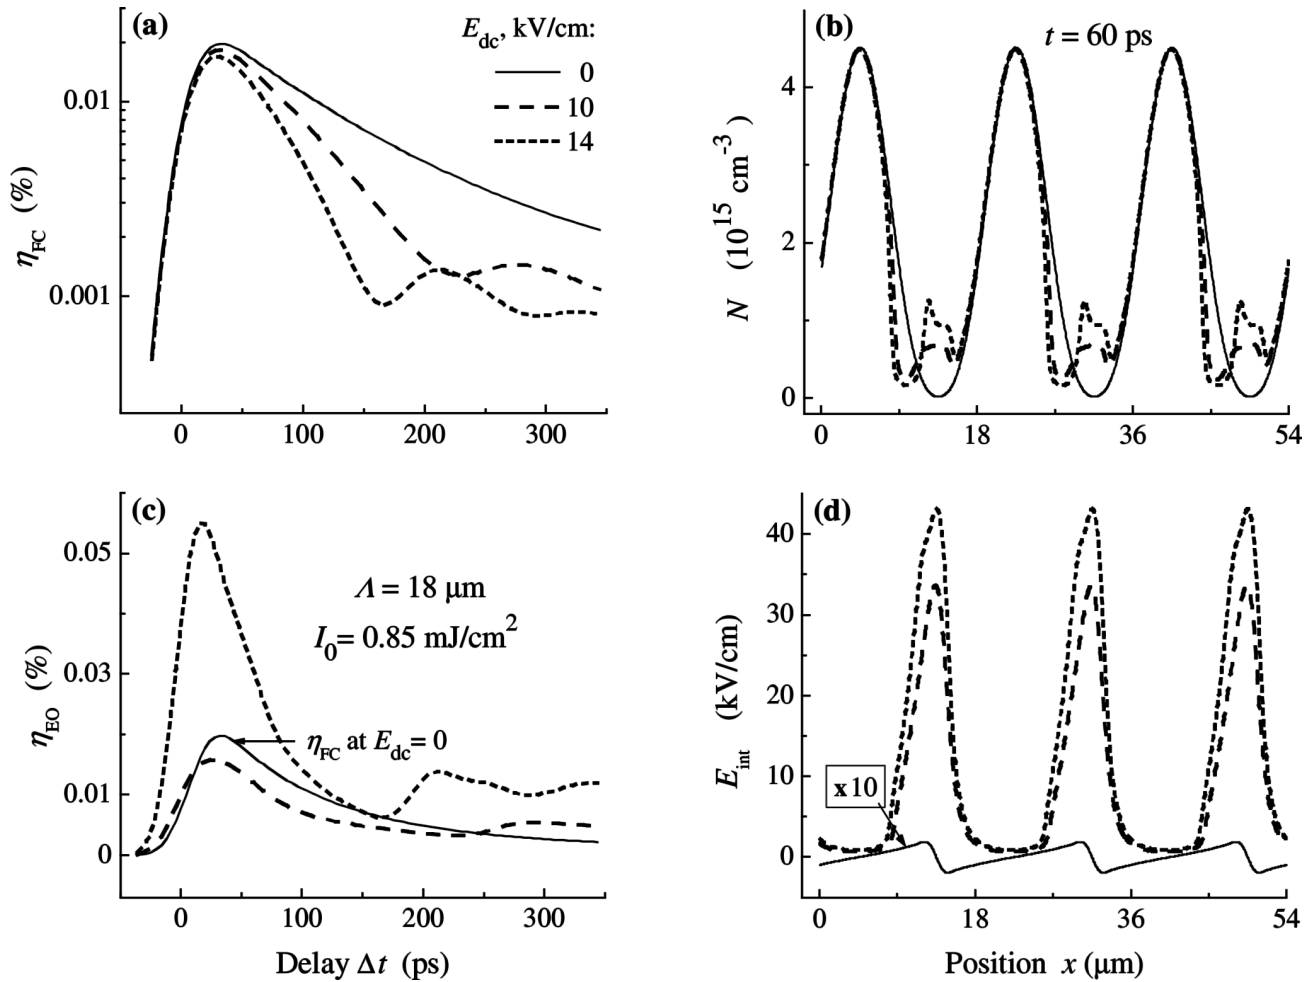 (a)
E_dc, kV/cm:
0
10
14
0.01
0.001
η_FC (%)
0
100
200
300
(b)
t = 60 ps
4
2
0
N (10^15 cm^-3)
0
18
36
54
(c)
Λ = 18 μm
I_0 = 0.85 mJ/cm^2
η_FC at E_dc = 0
0.05
0.03
0.01
0
η_EO (%)
0
100
200
300
Delay Δt (ps)
(d)
x10
40
30
20
10
0
E_int (kV/cm)
0
18
36
54
Position x (μm)